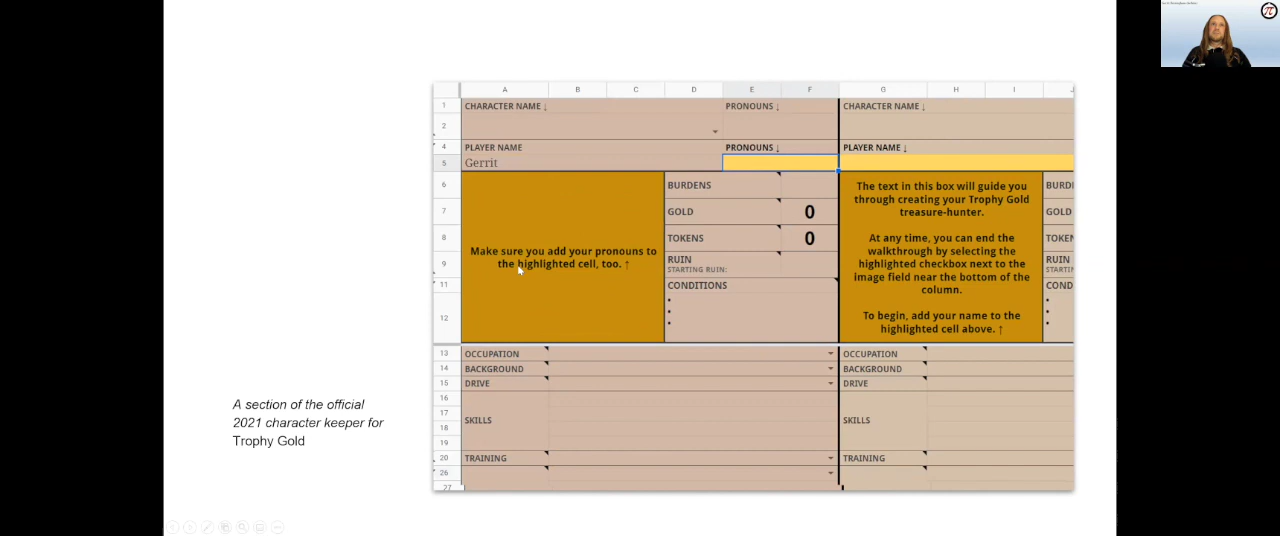 A B C D E F G H I J
1 CHARACTER NAME ↓ PRONOUNS ↓ CHARACTER NAME ↓
2
4 PLAYER NAME PRONOUNS ↓ PLAYER NAME ↓
5 Gerrit
6 BURDENS
7 GOLD 0 GOLD
8 TOKENS 0
9 RUIN RUIN
STARTING RUIN:
11 CONDITIONS
12
Make sure you add your pronouns to
the highlighted cell, too. ↑
The text in this box will guide you
through creating your Trophy Gold
treasure-hunter.
At any time, you can end the
walkthrough by selecting the
highlighted checkbox next to the
image field near the bottom of the
column.
To begin, add your name to the
highlighted cell above. ↑
13 OCCUPATION OCCUPATION
14 BACKGROUND BACKGROUND
15 DRIVE DRIVE
16
17 SKILLS SKILLS
18
19
20 TRAINING TRAINING
26
27
A section of the official
2021 character keeper for
Trophy Gold